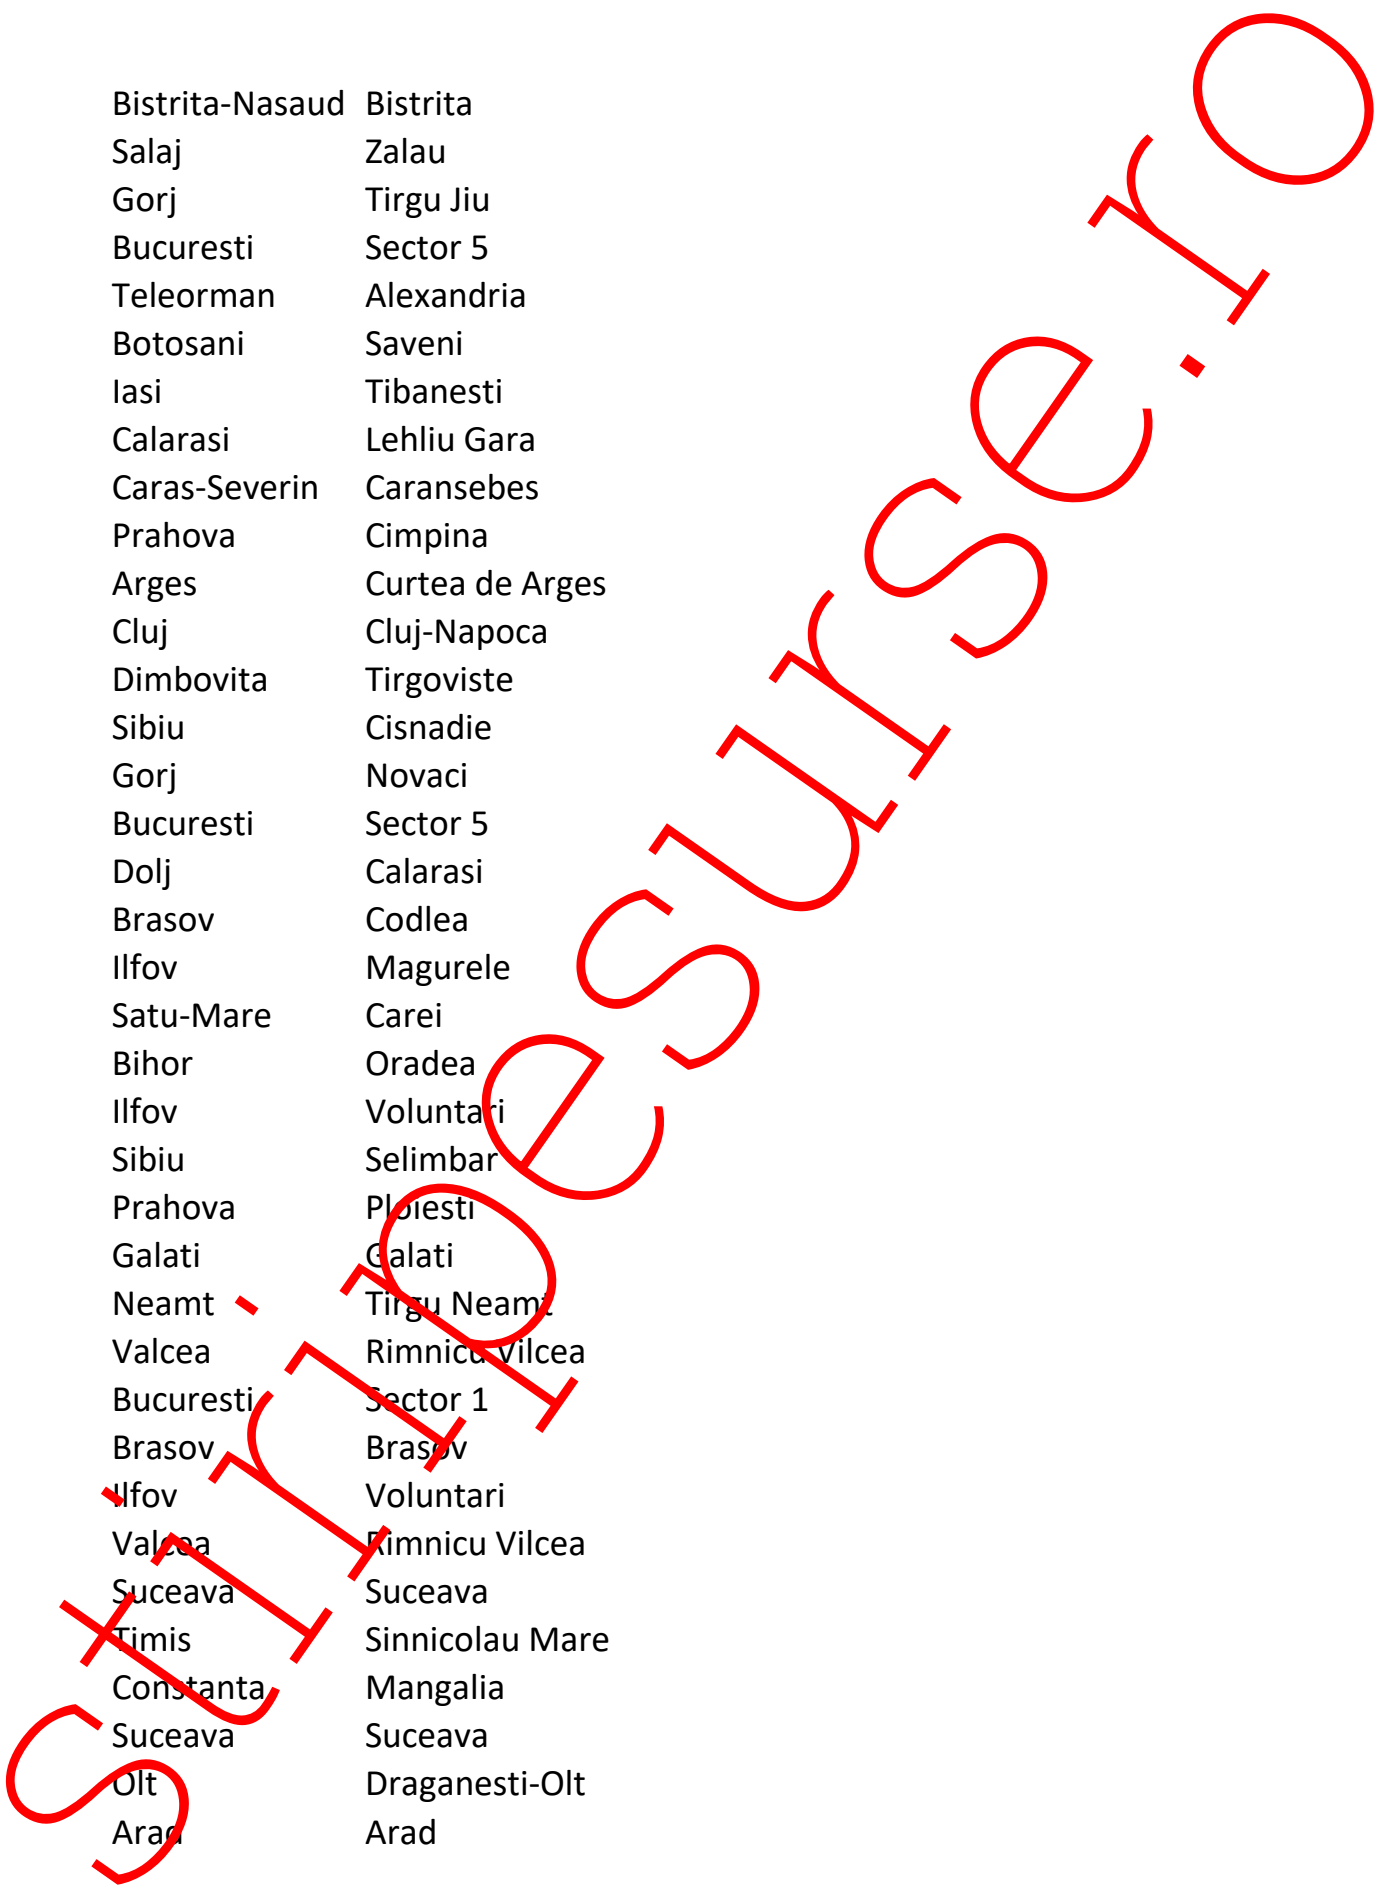 Bistrita-Nasaud Bistrita
Salaj Zalau
Gorj Tirgu Jiu
Bucuresti Sector 5
Teleorman Alexandria
Botosani Saveni
Iasi Tibanesti
Calarasi Lehliu Gara
Caras-Severin Caransebes
Prahova Cimpina
Arges Curtea de Arges
Cluj Cluj-Napoca
Dimbovita Tirgoviste
Sibiu Cisnadie
Gorj Novaci
Bucuresti Sector 5
Dolj Calarasi
Brasov Codlea
Ilfov Magurele
Satu-Mare Carei
Bihor Oradea
Ilfov Voluntari
Sibiu Selimbar
Prahova Ploiesti
Galati Galati
Neamt Tirgu Neamt
Valcea Rimnicu Vilcea
Bucuresti Sector 1
Brasov Brasov
Ilfov Voluntari
Valcea Rimnicu Vilcea
Suceava Suceava
Timis Sinnicolau Mare
Constanta Mangalia
Suceava Suceava
Olt Draganesti-Olt
Arad Arad
stiripesurse.ro